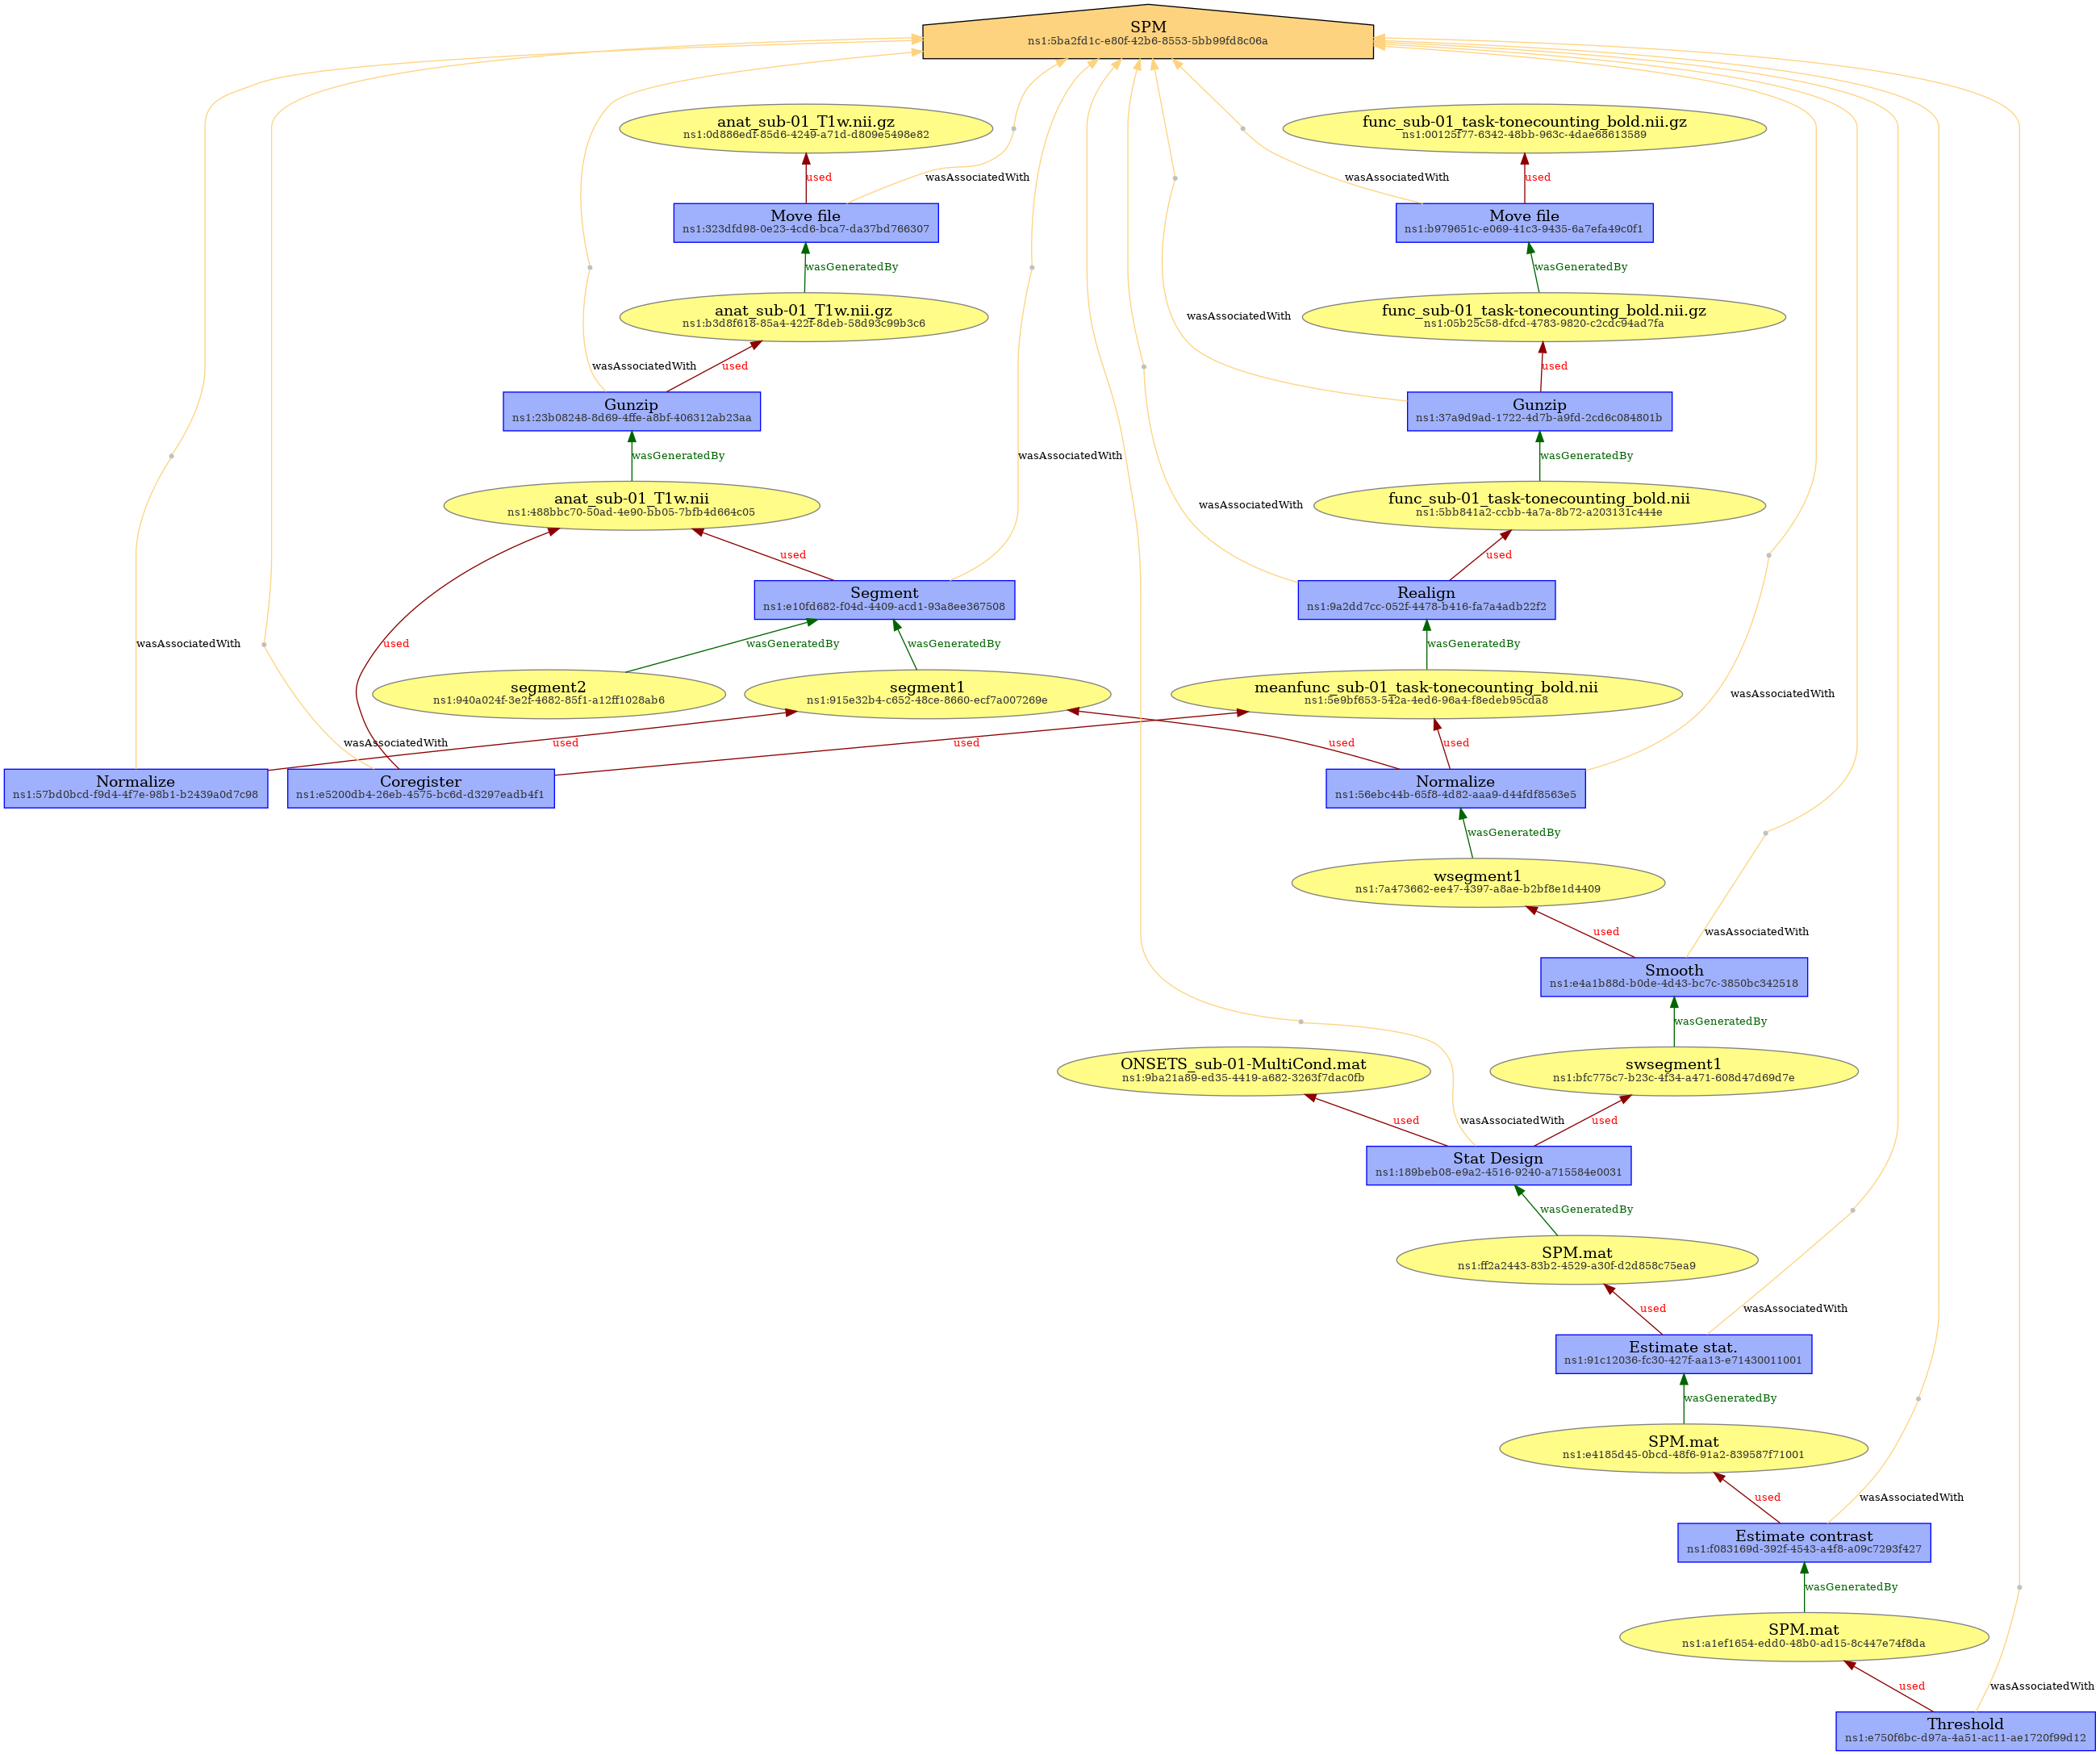 SPM
ns1:5ba2fd1c-e80f-42b6-8553-5bb99fd8c06a
anat_sub-01_T1w.nii.gz
ns1:0d886edf-85d6-4249-a71d-d809e5498e82
func_sub-01_task-tonecounting_bold.nii.gz
ns1:00125f77-6342-48bb-963c-4dae68613589
used
wasAssociatedWith
wasAssociatedWith
used
Move file
ns1:323dfd98-0e23-4cd6-bca7-da37bd766307
Move file
ns1:b979651c-e069-41c3-9435-6a7efa49c0f1
wasGeneratedBy
wasGeneratedBy
anat_sub-01_T1w.nii.gz
ns1:b3d8f618-85a4-422f-8deb-58d93c99b3c6
wasAssociatedWith
func_sub-01_task-tonecounting_bold.nii.gz
ns1:05b25c58-dfcd-4783-9820-c2cdc94ad7fa
wasAssociatedWith
used
used
Gunzip
ns1:23b08248-8d69-4ffe-a8bf-406312ab23aa
Gunzip
ns1:37a9d9ad-1722-4d7b-a9fd-2cd6c084801b
wasGeneratedBy
wasAssociatedWith
wasGeneratedBy
anat_sub-01_T1w.nii
ns1:488bbc70-50ad-4e90-bb05-7bfb4d664c05
wasAssociatedWith
func_sub-01_task-tonecounting_bold.nii
ns1:5bb841a2-ccbb-4a7a-8b72-a203131c444e
used
used
Segment
ns1:e10fd682-f04d-4409-acd1-93a8ee367508
Realign
ns1:9a2dd7cc-052f-4478-b416-fa7a4adb22f2
wasAssociatedWith
used
wasGeneratedBy
wasGeneratedBy
wasGeneratedBy
segment2
ns1:940a024f-3e2f-4682-85f1-a12ff1028ab6
segment1
ns1:915e32b4-c652-48ce-8660-ecf7a007269e
meanfunc_sub-01_task-tonecounting_bold.nii
ns1:5e9bf653-542a-4ed6-96a4-f8edeb95cda8
wasAssociatedWith
wasAssociatedWith
used
used
used
used
Normalize
ns1:57bd0bcd-f9d4-4f7e-98b1-b2439a0d7c98
Coregister
ns1:e5200db4-26eb-4575-bc6d-d3297eadb4f1
Normalize
ns1:56ebc44b-65f8-4d82-aaa9-d44fdf8563e5
wasGeneratedBy
wsegment1
ns1:7a473662-ee47-4397-a8ae-b2bf8e1d4409
used
wasAssociatedWith
Smooth
ns1:e4a1b88d-b0de-4d43-bc7c-3850bc342518
wasGeneratedBy
ONSETS_sub-01-MultiCond.mat
ns1:9ba21a89-ed35-4419-a682-3263f7dac0fb
swsegment1
ns1:bfc775c7-b23c-4f34-a471-608d47d69d7e
used
wasAssociatedWith
used
Stat Design
ns1:189beb08-e9a2-4516-9240-a715584e0031
wasGeneratedBy
SPM.mat
ns1:ff2a2443-83b2-4529-a30f-d2d858c75ea9
used
wasAssociatedWith
Estimate stat.
ns1:91c12036-fc30-427f-aa13-e71430011001
wasGeneratedBy
SPM.mat
ns1:e4185d45-0bcd-48f6-91a2-839587f71001
used
wasAssociatedWith
Estimate contrast
ns1:f083169d-392f-4543-a4f8-a09c7293f427
wasGeneratedBy
SPM.mat
ns1:a1ef1654-edd0-48b0-ad15-8c447e74f8da
used
wasAssociatedWith
Threshold
ns1:e750f6bc-d97a-4a51-ac11-ae1720f99d12